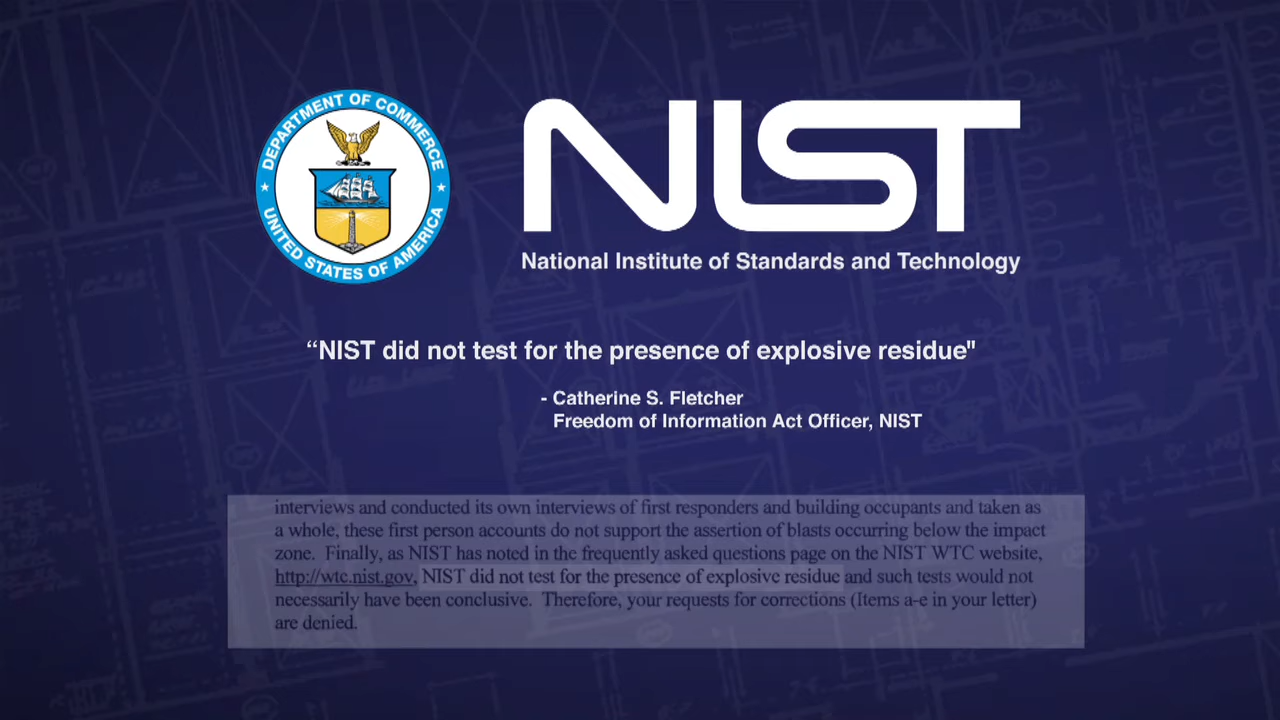 DEPARTMENT OF COMMERCE
UNITED STATES OF AMERICA
NIST
National Institute of Standards and Technology
“NIST did not test for the presence of explosive residue"
- Catherine S. Fletcher
Freedom of Information Act Officer, NIST
interviews and conducted its own interviews of first responders and building occupants and taken as
a whole, these first person accounts do not support the assertion of blasts occurring below the impact
zone.  Finally, as NIST has noted in the frequently asked questions page on the NIST WTC website,
http://wtc.nist.gov, NIST did not test for the presence of explosive residue and such tests would not
necessarily have been conclusive.  Therefore, your requests for corrections (Items a-e in your letter)
are denied.